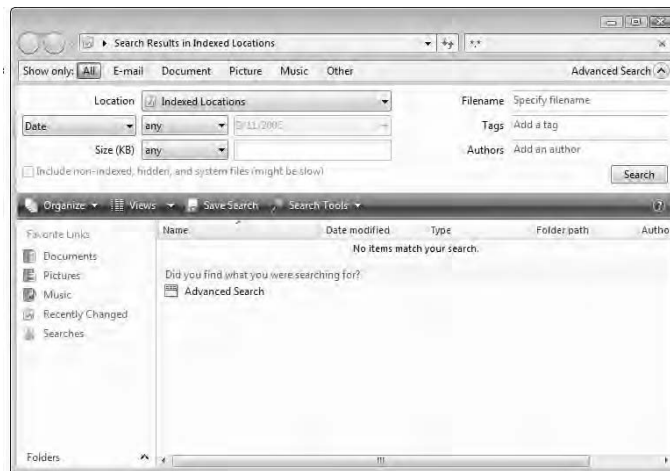 Search Results in Indexed Locations *.*
Show only: All E-mail Document Picture Music Other Advanced Search
Location Indexed Locations Filename Specify filename
Date any Tags Add a tag
Size (KB) any Authors Add an author
Include non-indexed, hidden, and system files (might be slow)
Search
Organize Views Save Search Search Tools
Favorite Links
Name Date modified Type Folder path Autho
No items match your search.
Documents
Did you find what you were searching for?
Pictures
Advanced Search
Music
Recently Changed
Searches
Folders